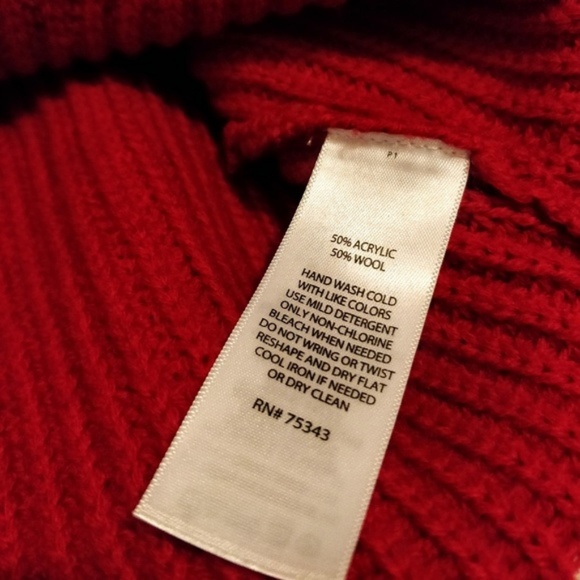 P1
50% ACRYLIC
50% WOOL
HAND WASH COLD
WITH LIKE COLORS
USE MILD DETERGENT
ONLY NON-CHLORINE
BLEACH WHEN NEEDED
DO NOT WRING OR TWIST
RESHAPE AND DRY FLAT
COOL IRON IF NEEDED
OR DRY CLEAN
RN# 75343